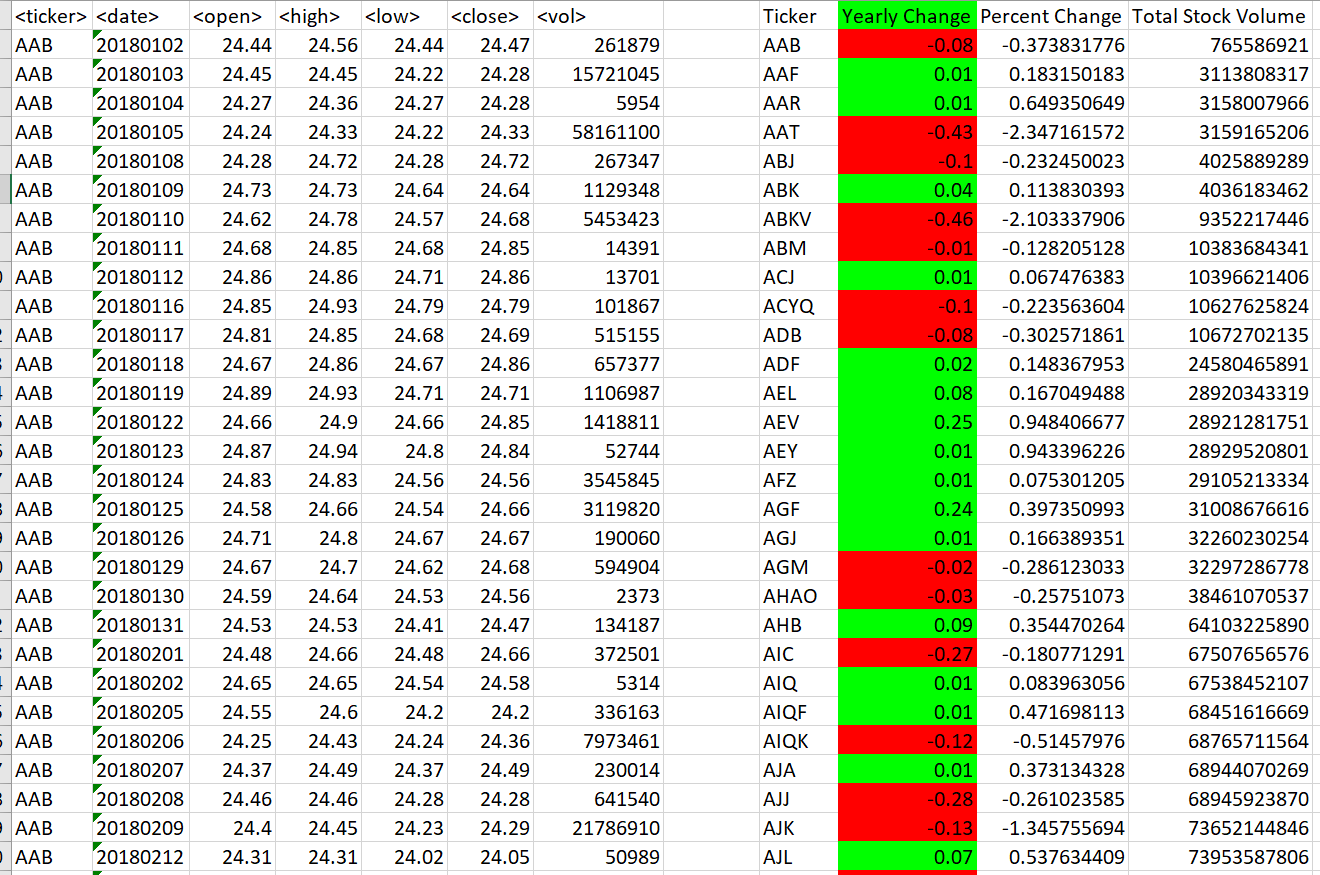 <ticker> <date> <open> <high> <low> <close> <vol> Ticker Yearly Change Percent Change Total Stock Volume
AAB 20180102 24.44 24.56 24.44 24.47 261879 AAB -0.08 -0.373831776 765586921
AAB 20180103 24.45 24.45 24.22 24.28 15721045 AAF 0.01 0.183150183 3113808317
AAB 20180104 24.27 24.36 24.27 24.28 5954 AAR 0.01 0.649350649 3158007966
AAB 20180105 24.24 24.33 24.22 24.33 58161100 AAT -0.43 -2.347161572 3159165206
AAB 20180108 24.28 24.72 24.28 24.72 267347 ABJ -0.1 -0.232450023 4025889289
AAB 20180109 24.73 24.73 24.64 24.64 1129348 ABK 0.04 0.113830393 4036183462
AAB 20180110 24.62 24.78 24.57 24.68 5453423 ABKV -0.46 -2.103337906 9352217446
AAB 20180111 24.68 24.85 24.68 24.85 14391 ABM -0.01 -0.128205128 10383684341
AAB 20180112 24.86 24.86 24.71 24.86 13701 ACJ 0.01 0.067476383 10396621406
AAB 20180116 24.85 24.93 24.79 24.79 101867 ACYQ -0.1 -0.223563604 10627625824
AAB 20180117 24.81 24.85 24.68 24.69 515155 ADB -0.08 -0.302571861 10672702135
AAB 20180118 24.67 24.86 24.67 24.86 657377 ADF 0.02 0.148367953 24580465891
AAB 20180119 24.89 24.93 24.71 24.71 1106987 AEL 0.08 0.167049488 28920343319
AAB 20180122 24.66 24.9 24.66 24.85 1418811 AEV 0.25 0.948406677 28921281751
AAB 20180123 24.87 24.94 24.8 24.84 52744 AEY 0.01 0.943396226 28929520801
AAB 20180124 24.83 24.83 24.56 24.56 3545845 AFZ 0.01 0.075301205 29105213334
AAB 20180125 24.58 24.66 24.54 24.66 3119820 AGF 0.24 0.397350993 31008676616
AAB 20180126 24.71 24.8 24.67 24.67 190060 AGJ 0.01 0.166389351 32260230254
AAB 20180129 24.67 24.7 24.62 24.68 594904 AGM -0.02 -0.286123033 32297286778
AAB 20180130 24.59 24.64 24.53 24.56 2373 AHAO -0.03 -0.25751073 38461070537
AAB 20180131 24.53 24.53 24.41 24.47 134187 AHB 0.09 0.354470264 64103225890
AAB 20180201 24.48 24.66 24.48 24.66 372501 AIC -0.27 -0.180771291 67507656576
AAB 20180202 24.65 24.65 24.54 24.58 5314 AIQ 0.01 0.083963056 67538452107
AAB 20180205 24.55 24.6 24.2 24.2 336163 AIQF 0.01 0.471698113 68451616669
AAB 20180206 24.25 24.43 24.24 24.36 7973461 AIQK -0.12 -0.51457976 68765711564
AAB 20180207 24.37 24.49 24.37 24.49 230014 AJA 0.01 0.373134328 68944070269
AAB 20180208 24.46 24.46 24.28 24.28 641540 AJJ -0.28 -0.261023585 68945923870
AAB 20180209 24.4 24.45 24.23 24.29 21786910 AJK -0.13 -1.345755694 73652144846
AAB 20180212 24.31 24.31 24.02 24.05 50989 AJL 0.07 0.537634409 73953587806